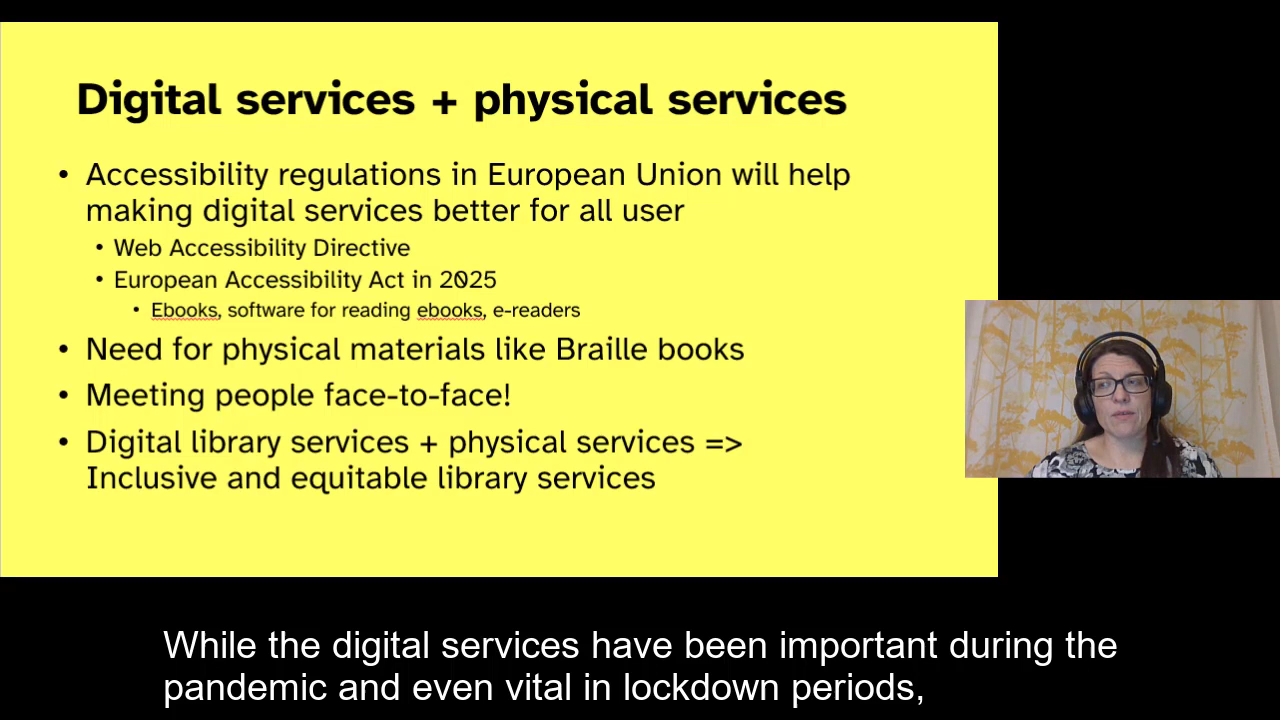 Digital services + physical services
• Accessibility regulations in European Union will help
making digital services better for all user
• Web Accessibility Directive
• European Accessibility Act in 2025
• Ebooks, software for reading ebooks, e-readers
• Need for physical materials like Braille books
• Meeting people face-to-face!
• Digital library services + physical services =>
Inclusive and equitable library services
While the digital services have been important during the
pandemic and even vital in lockdown periods,